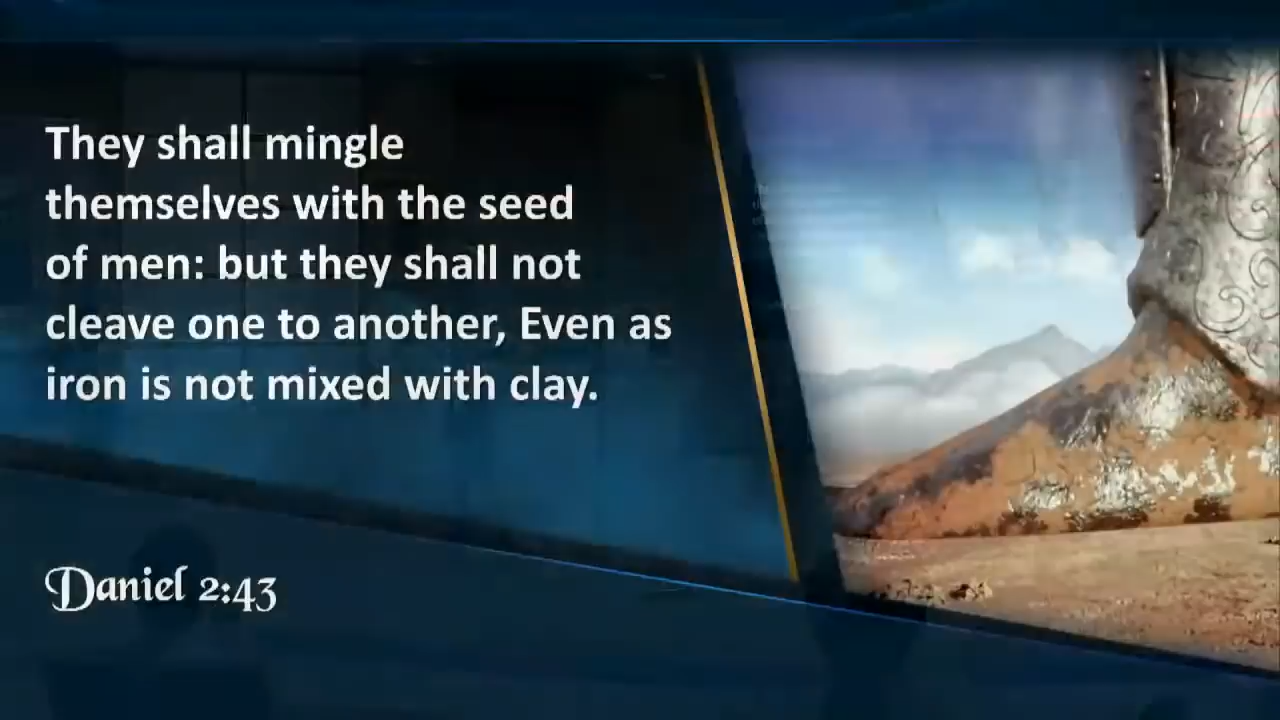 They shall mingle
themselves with the seed
of men: but they shall not
cleave one to another, Even as
iron is not mixed with clay.
Daniel 2:43